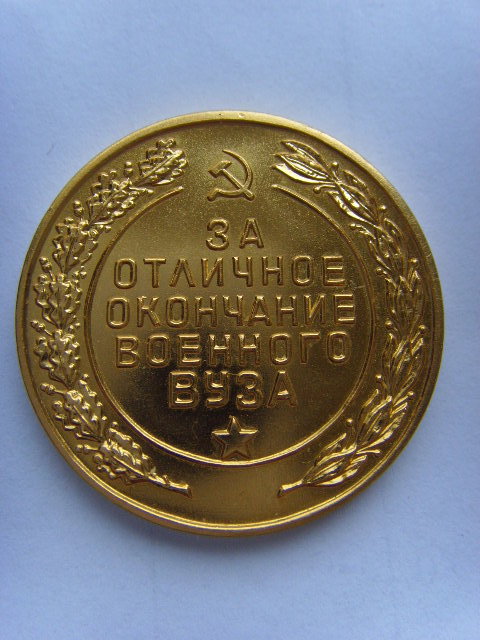 ЗА
ОТЛИЧНОЕ
ОКОНЧАНИЕ
ВОЕННОГО
ВУЗА